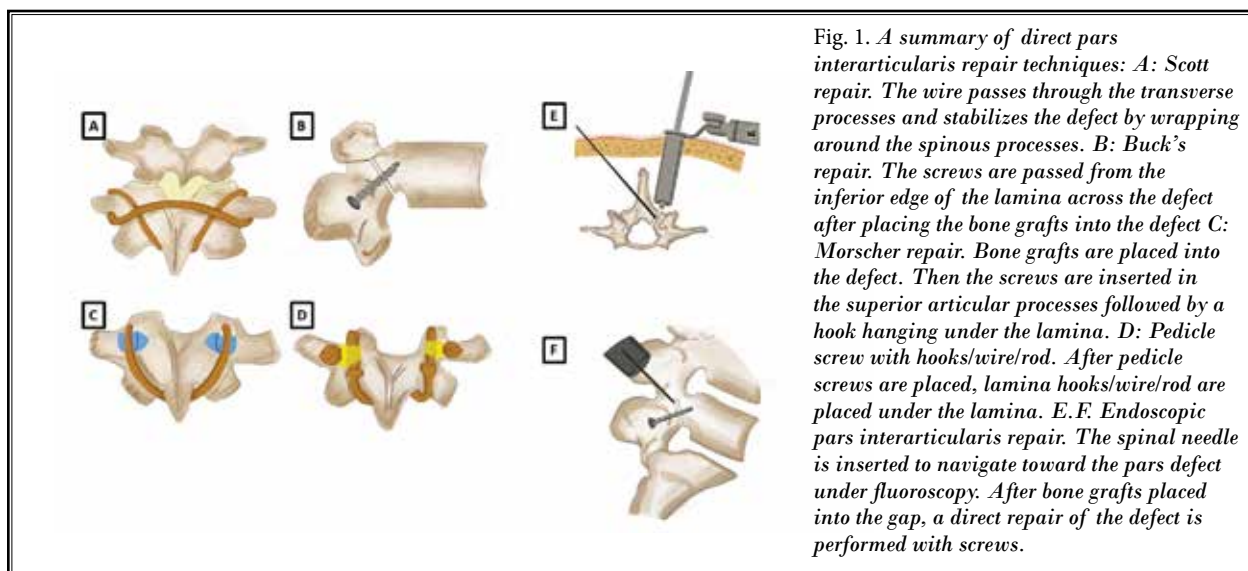 A
B
E
C
D
F
Fig. 1. A summary of direct pars
interarticularis repair techniques: A: Scott
repair. The wire passes through the transverse
processes and stabilizes the defect by wrapping
around the spinous processes. B: Buck’s
repair. The screws are passed from the
inferior edge of the lamina across the defect
after placing the bone grafts into the defect C:
Morscher repair. Bone grafts are placed into
the defect. Then the screws are inserted in
the superior articular processes followed by a
hook hanging under the lamina. D: Pedicle
screw with hooks/wire/rod. After pedicle
screws are placed, lamina hooks/wire/rod are
placed under the lamina. E.F. Endoscopic
pars interarticularis repair. The spinal needle
is inserted to navigate toward the pars defect
under fluoroscopy. After bone grafts placed
into the gap, a direct repair of the defect is
performed with screws.